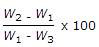 W₂ - W₁
W₁ - W₃ x 100